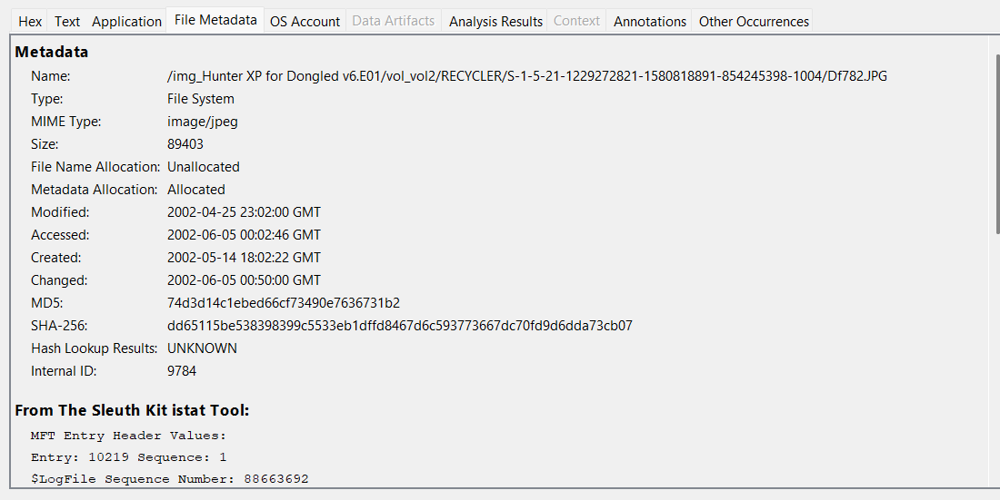 Hex Text Application File Metadata OS Account Data Artifacts Analysis Results Context Annotations Other Occurrences
Metadata
Name: /img_Hunter XP for Dongled v6.E01/vol_vol2/RECYCLER/S-1-5-21-1229272821-1580818891-854245398-1004/Df782.JPG
Type: File System
MIME Type: image/jpeg
Size: 89403
File Name Allocation: Unallocated
Metadata Allocation: Allocated
Modified: 2002-04-25 23:02:00 GMT
Accessed: 2002-06-05 00:02:46 GMT
Created: 2002-05-14 18:02:22 GMT
Changed: 2002-06-05 00:50:00 GMT
MD5: 74d3d14c1ebed66cf73490e7636731b2
SHA-256: dd65115be538398399c5533eb1dffd8467d6c593773667dc70fd9d6dda73cb07
Hash Lookup Results: UNKNOWN
Internal ID: 9784
From The Sleuth Kit istat Tool:
MFT Entry Header Values:
Entry: 10219 Sequence: 1
$LogFile Sequence Number: 88663692